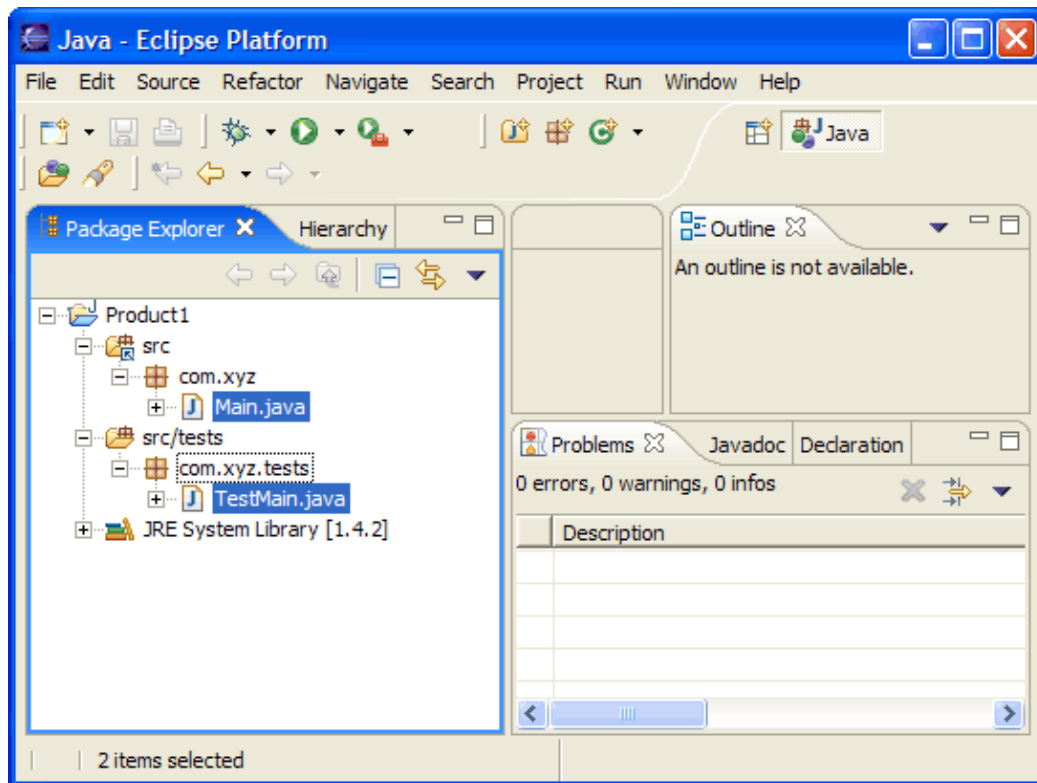 Java - Eclipse Platform
File Edit Source Refactor Navigate Search Project Run Window Help
Java
Package Explorer Hierarchy
Outline
An outline is not available.
Product1
src
com.xyz
Main.java
src/tests
com.xyz.tests
TestMain.java
JRE System Library [1.4.2]
Problems Javadoc Declaration
0 errors, 0 warnings, 0 infos
Description
2 items selected